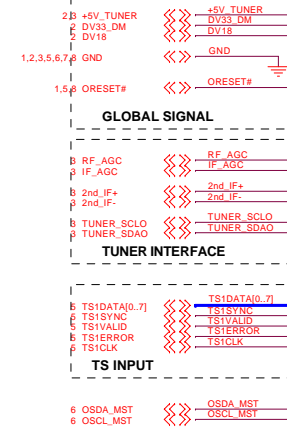 2,3 +5V_TUNER +5V_TUNER
2 DV33_DM DV33_DM
2 DV18 DV18
1,2,3,5,6,7,8 GND GND
1,5,8 ORESET# ORESET#
GLOBAL SIGNAL
3 RF_AGC RF_AGC
3 IF_AGC IF_AGC
3 2nd_IF+ 2nd_IF+
3 2nd_IF- 2nd_IF-
3 TUNER_SCLO TUNER_SCLO
3 TUNER_SDAO TUNER_SDAO
TUNER INTERFACE
5 TS1DATA[0..7] TS1DATA[0..7]
5 TS1SYNC TS1SYNC
5 TS1VALID TS1VALID
5 TS1ERROR TS1ERROR
5 TS1CLK TS1CLK
TS INPUT
6 OSDA_MST OSDA_MST
6 OSCL_MST OSCL_MST